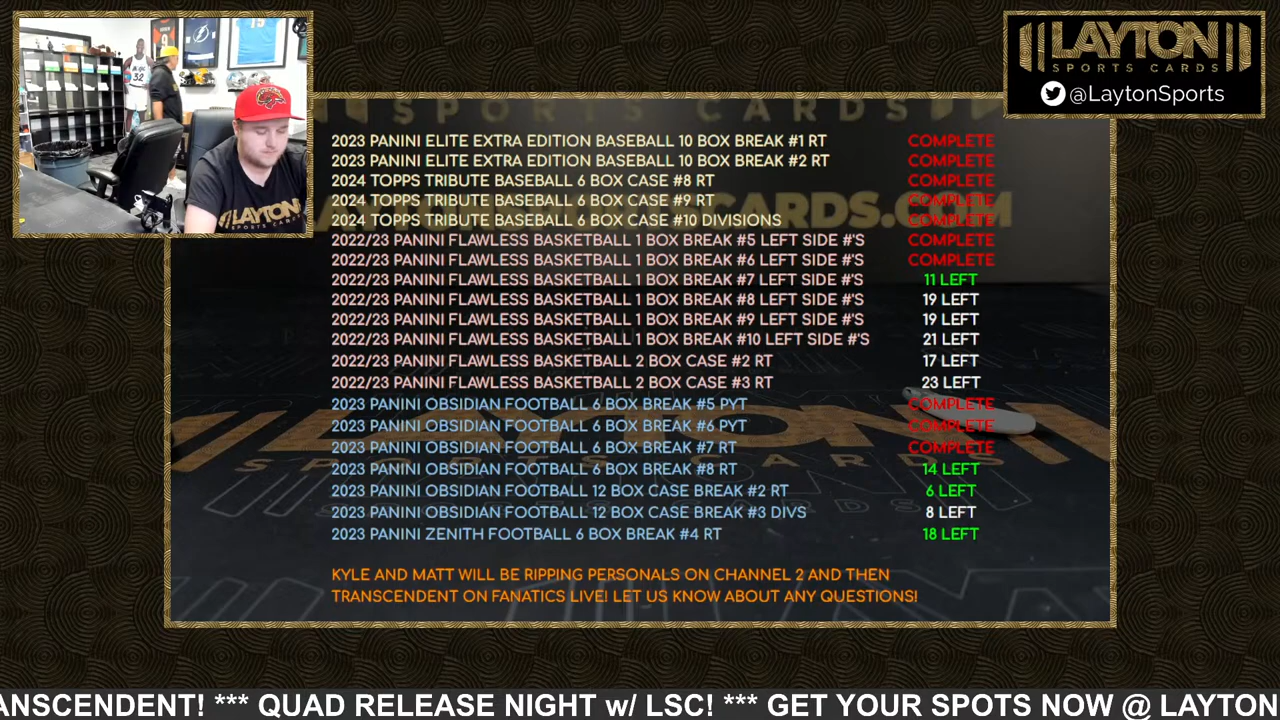 LAYTON
SPORTS CARDS
@LaytonSports
SPORTS CARDS
2023 PANINI ELITE EXTRA EDITION BASEBALL 10 BOX BREAK #1 RT COMPLETE
2023 PANINI ELITE EXTRA EDITION BASEBALL 10 BOX BREAK #2 RT COMPLETE
2024 TOPPS TRIBUTE BASEBALL 6 BOX CASE #8 RT COMPLETE
2024 TOPPS TRIBUTE BASEBALL 6 BOX CASE #9 RT COMPLETE
2024 TOPPS TRIBUTE BASEBALL 6 BOX CASE #10 DIVISIONS COMPLETE
2022/23 PANINI FLAWLESS BASKETBALL 1 BOX BREAK #5 LEFT SIDE #'S COMPLETE
2022/23 PANINI FLAWLESS BASKETBALL 1 BOX BREAK #6 LEFT SIDE #'S COMPLETE
2022/23 PANINI FLAWLESS BASKETBALL 1 BOX BREAK #7 LEFT SIDE #'S 11 LEFT
2022/23 PANINI FLAWLESS BASKETBALL 1 BOX BREAK #8 LEFT SIDE #'S 19 LEFT
2022/23 PANINI FLAWLESS BASKETBALL 1 BOX BREAK #9 LEFT SIDE #'S 19 LEFT
2022/23 PANINI FLAWLESS BASKETBALL 1 BOX BREAK #10 LEFT SIDE #'S 21 LEFT
2022/23 PANINI FLAWLESS BASKETBALL 2 BOX CASE #2 RT 17 LEFT
2022/23 PANINI FLAWLESS BASKETBALL 2 BOX CASE #3 RT 23 LEFT
2023 PANINI OBSIDIAN FOOTBALL 6 BOX BREAK #5 PYT COMPLETE
2023 PANINI OBSIDIAN FOOTBALL 6 BOX BREAK #6 PYT COMPLETE
2023 PANINI OBSIDIAN FOOTBALL 6 BOX BREAK #7 RT COMPLETE
2023 PANINI OBSIDIAN FOOTBALL 6 BOX BREAK #8 RT 14 LEFT
2023 PANINI OBSIDIAN FOOTBALL 12 BOX CASE BREAK #2 RT 6 LEFT
2023 PANINI OBSIDIAN FOOTBALL 12 BOX CASE BREAK #3 DIVS 8 LEFT
2023 PANINI ZENITH FOOTBALL 6 BOX BREAK #4 RT 18 LEFT
KYLE AND MATT WILL BE RIPPING PERSONALS ON CHANNEL 2 AND THEN
TRANSCENDENT ON FANATICS LIVE! LET US KNOW ABOUT ANY QUESTIONS!
ANSCENDENT! *** QUAD RELEASE NIGHT w/ LSC! *** GET YOUR SPOTS NOW @ LAYTON